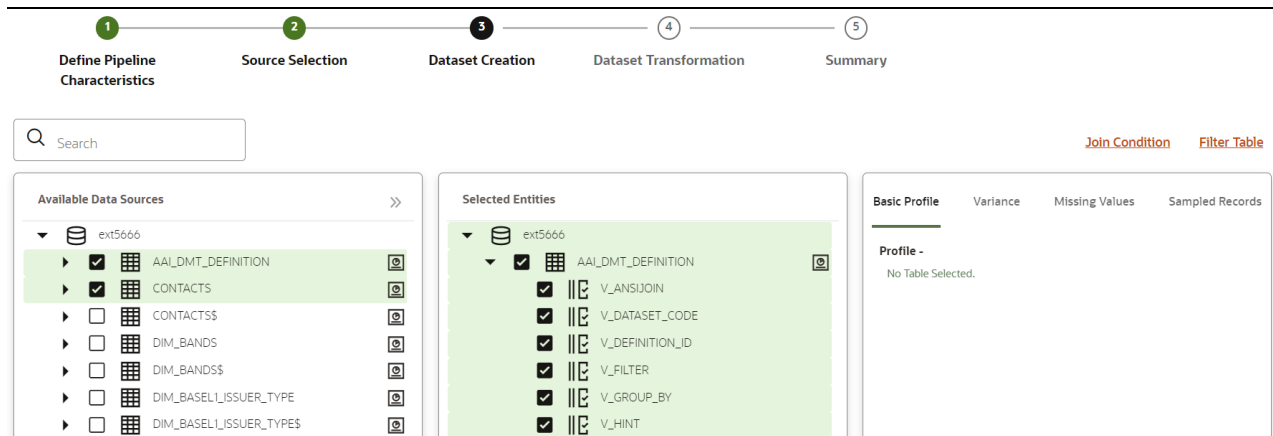 1
2
3
4
5
Define Pipeline
Characteristics
Source Selection
Dataset Creation
Dataset Transformation
Summary
Search
Join Condition
Filter Table
Available Data Sources
ext5666
AAI_DMT_DEFINITION
CONTACTS
CONTACTS$
DIM_BANDS
DIM_BANDS$
DIM_BASEL1_ISSUER_TYPE
DIM_BASEL1_ISSUER_TYPE$
Selected Entities
ext5666
AAI_DMT_DEFINITION
V_ANSIJOIN
V_DATASET_CODE
V_DEFINITION_ID
V_FILTER
V_GROUP_BY
V_HINT
Basic Profile
Variance
Missing Values
Sampled Records
Profile -
No Table Selected.